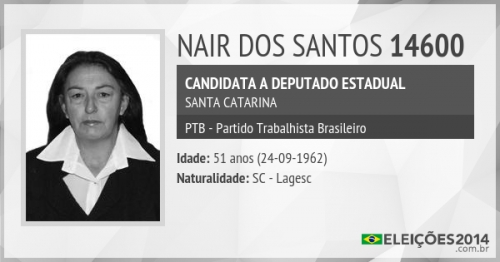 NAIR DOS SANTOS 14600
CANDIDATA A DEPUTADO ESTADUAL
SANTA CATARINA
PTB - Partido Trabalhista Brasileiro
Idade: 51 anos (24-09-1962)
Naturalidade: SC - Lagesc
ELEIÇÕES2014
.com.br